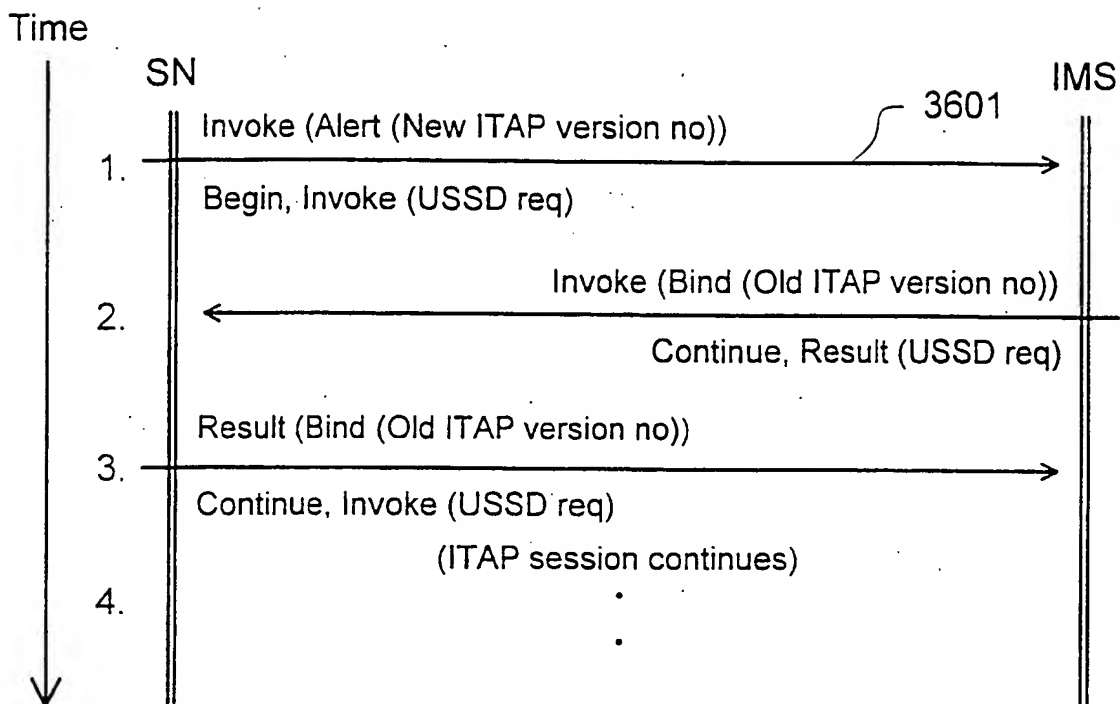 Time
SN
IMS
3601
Invoke (Alert (New ITAP version no))
1.
Begin, Invoke (USSD req)
Invoke (Bind (Old ITAP version no))
2.
Continue, Result (USSD req)
Result (Bind (Old ITAP version no))
3.
Continue, Invoke (USSD req)
(ITAP session continues)
4.